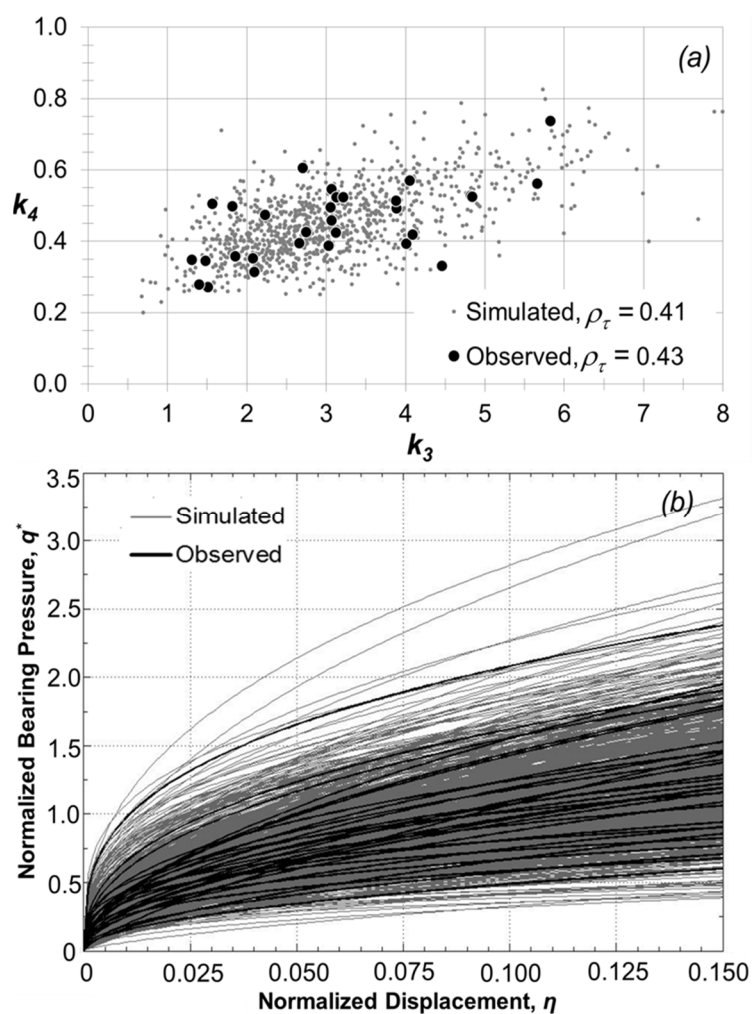 1.0
(a)
0.8
0.6
k4
0.4
0.2
Simulated, ρτ = 0.41
Observed, ρτ = 0.43
0.0
0 1 2 3 4 5 6 7 8
k3
3.5
(b)
Simulated
Observed
3.0
2.5
2.0
1.5
1.0
0.5
0
Normalized Bearing Pressure, q*
0 0.025 0.050 0.075 0.100 0.125 0.150
Normalized Displacement, η